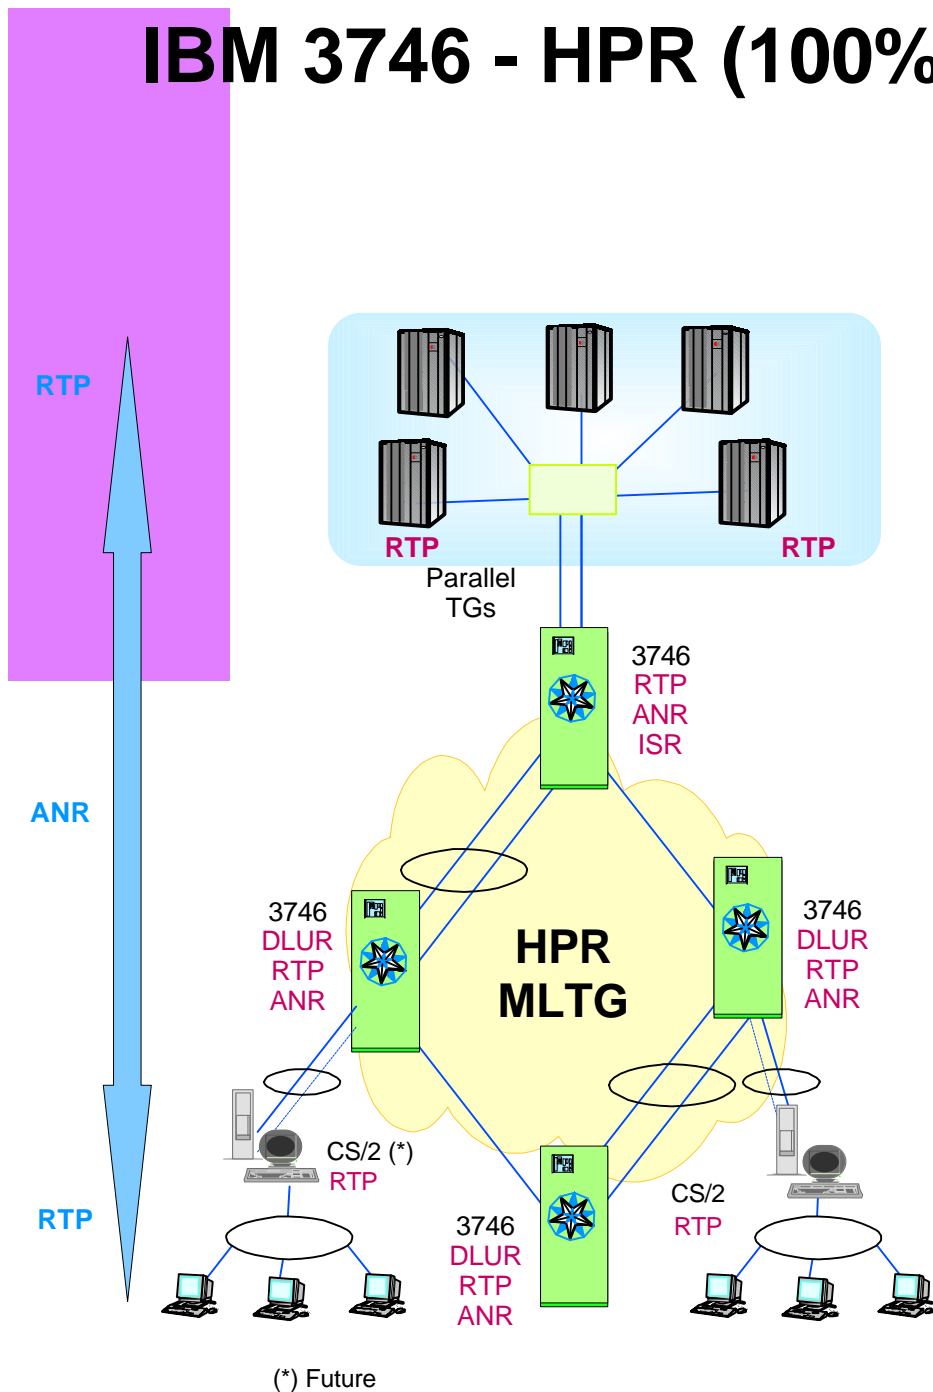 IBM 3746 - HPR (100%
RTP
RTP
RTP
Parallel
TGs
3746
RTP
ANR
ISR
ANR
3746
DLUR
RTP
ANR
HPR
MLTG
3746
DLUR
RTP
ANR
CS/2 (*)
RTP
CS/2
RTP
RTP
3746
DLUR
RTP
ANR
(*) Future